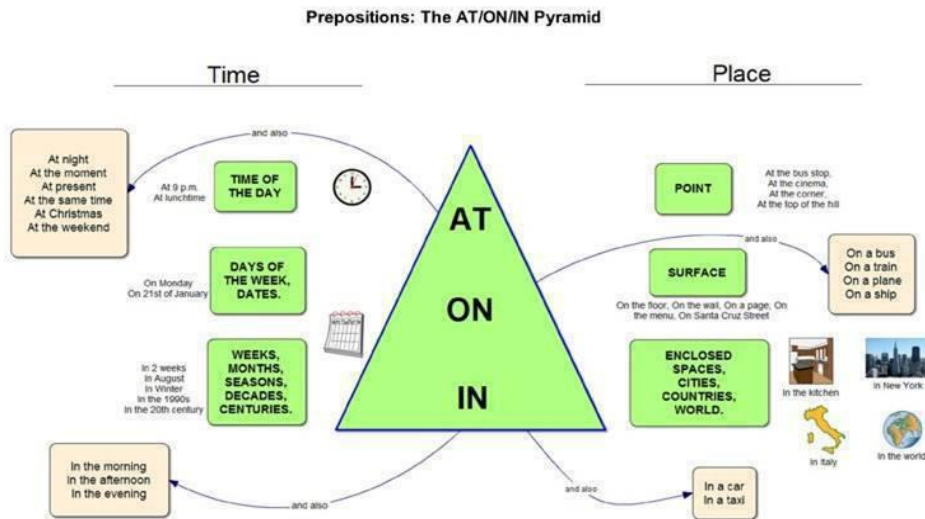 Prepositions: The AT/ON/IN Pyramid
Time
Place
and also
At night
At the moment
At present
At the same time
At Christmas
At the weekend
At 9 p.m.
At lunchtime
TIME OF
THE DAY
AT
POINT
At the bus stop,
At the cinema,
At the corner,
At the top of the hill
On Monday
On 21st of January
DAYS OF
THE WEEK,
DATES.
ON
SURFACE
On the floor, On the wall, On a page, On
the menu, On Santa Cruz Street
and also
On a bus
On a train
On a plane
On a ship
In 2 weeks
In August
In Winter
In the 1990s
In the 20th century
WEEKS,
MONTHS,
SEASONS,
DECADES,
CENTURIES.
IN
ENCLOSED
SPACES,
CITIES,
COUNTRIES,
WORLD.
In the kitchen
in New York
In Italy
In the world
In the morning
In the afternoon
In the evening
and also
and also
In a car
In a taxi